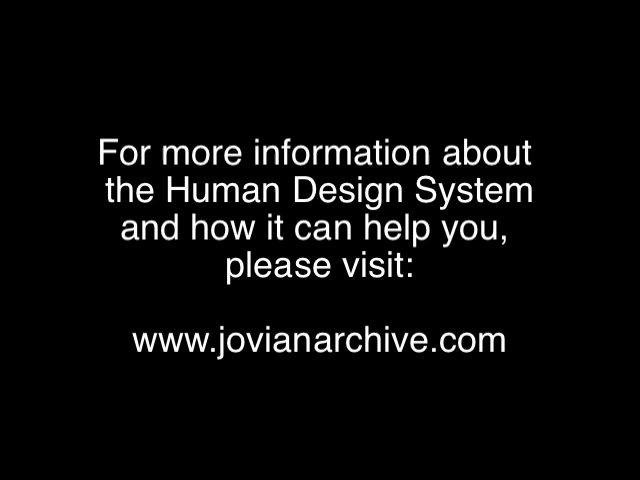 For more information about
the Human Design System
and how it can help you,
please visit:
www.jovianarchive.com